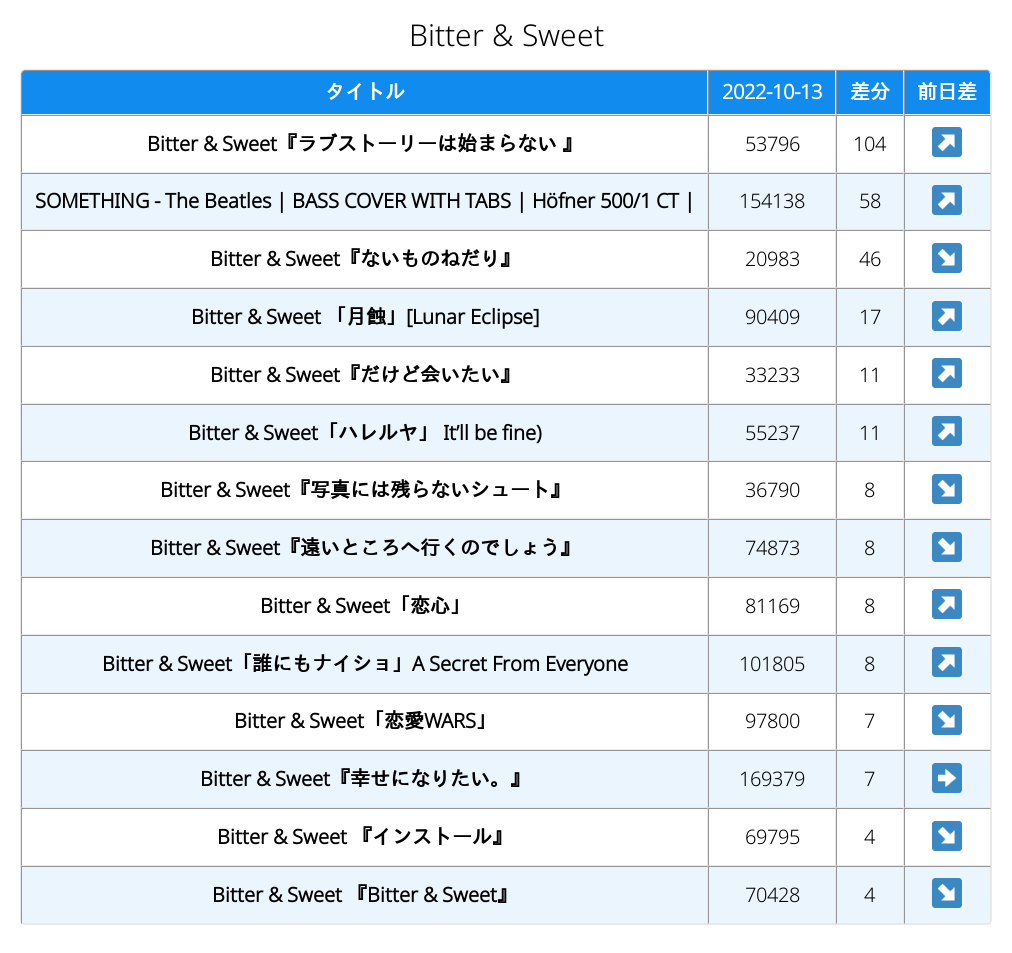 Bitter & Sweet
タイトル 2022-10-13 差分 前日差
Bitter & Sweet『ラブストーリーは始まらない 』 53796 104 ↗
SOMETHING - The Beatles | BASS COVER WITH TABS | Höfner 500/1 CT | 154138 58 ↗
Bitter & Sweet『ないものねだり』 20983 46 ↘
Bitter & Sweet 「月蝕」[Lunar Eclipse] 90409 17 ↗
Bitter & Sweet『だけど会いたい』 33233 11 ↗
Bitter & Sweet「ハレルヤ」 It’ll be fine) 55237 11 ↗
Bitter & Sweet『写真には残らないシュート』 36790 8 ↘
Bitter & Sweet『遠いところへ行くのでしょう』 74873 8 ↘
Bitter & Sweet「恋心」 81169 8 ↗
Bitter & Sweet「誰にもナイショ」A Secret From Everyone 101805 8 ↗
Bitter & Sweet「恋愛WARS」 97800 7 ↘
Bitter & Sweet『幸せになりたい。』 169379 7 ➡
Bitter & Sweet 『インストール』 69795 4 ↘
Bitter & Sweet 『Bitter & Sweet』 70428 4 ↘